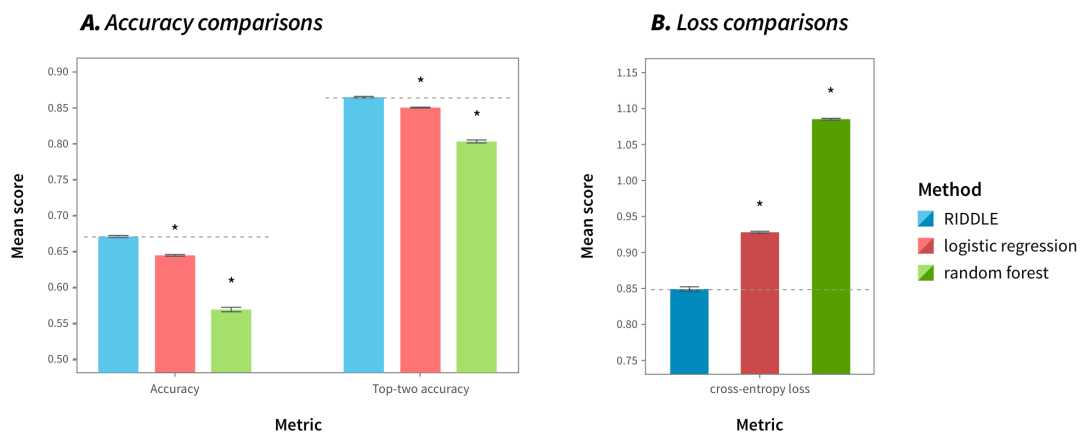 A. Accuracy comparisons
Mean score
0.90
0.85
0.80
0.75
0.70
0.65
0.60
0.55
0.50
*
*
*
*
Accuracy
Top-two accuracy
Metric
B. Loss comparisons
Mean score
1.15
1.10
1.05
1.00
0.95
0.90
0.85
0.80
0.75
*
*
cross-entropy loss
Metric
Method
RIDDLE
logistic regression
random forest